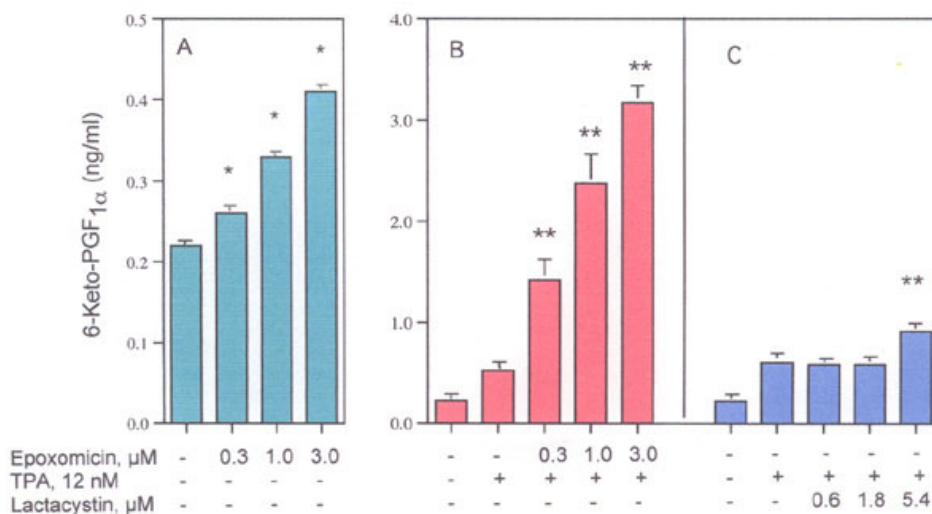 A
B
C
6-Keto-PGF1α (ng/ml)
0.5
0.4
0.3
0.2
0.1
0.0
*
*
*
4.0
3.0
2.0
1.0
0.0
**
**
**
**
Epoxomicin, µM - 0.3 1.0 3.0 - - 0.3 1.0 3.0 - - - - -
TPA, 12 nM - - - - - + + + + - + + + +
Lactacystin, µM - - - - - - - - - - - 0.6 1.8 5.4